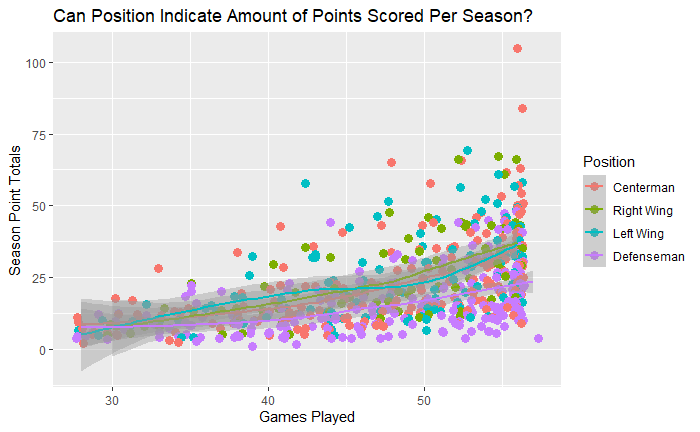 Can Position Indicate Amount of Points Scored Per Season?
Season Point Totals
100
75
50
25
0
30
40
50
Games Played
Position
Centerman
Right Wing
Left Wing
Defenseman